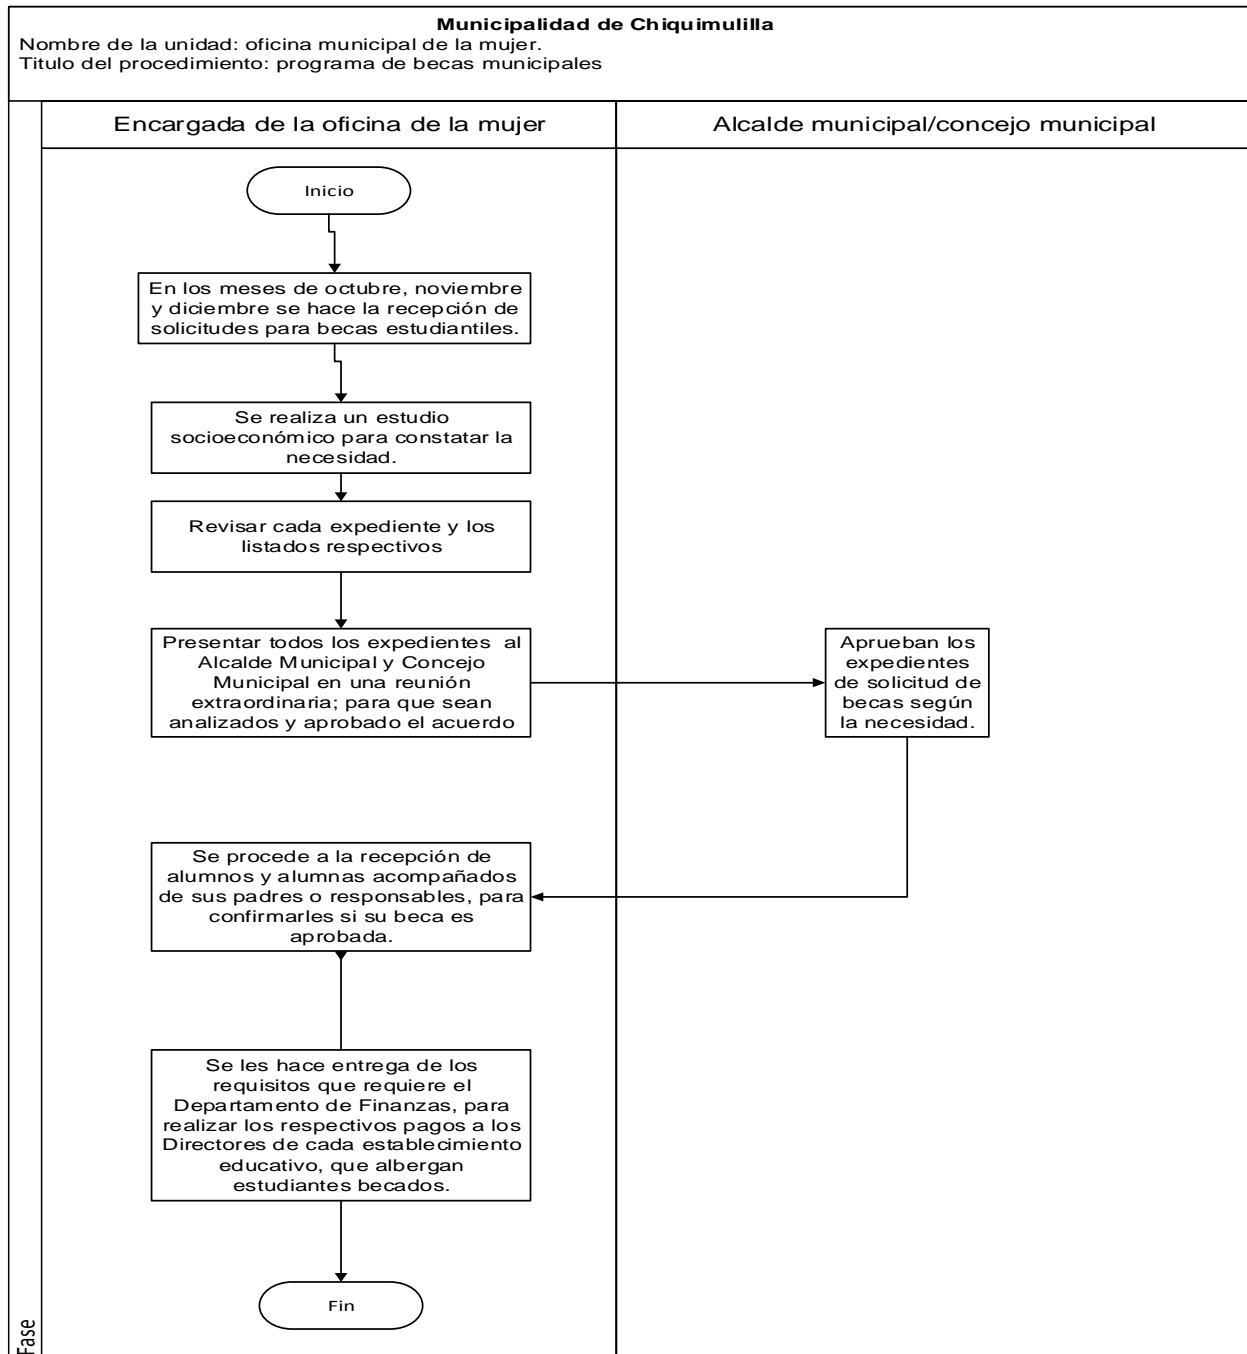 Municipalidad de Chiquimulilla
Nombre de la unidad: oficina municipal de la mujer.
Titulo del procedimiento: programa de becas municipales
Encargada de la oficina de la mujer
Alcalde municipal/concejo municipal
Inicio
En los meses de octubre, noviembre
y diciembre se hace la recepción de
solicitudes para becas estudiantiles.
Se realiza un estudio
socioeconómico para constatar la
necesidad.
Revisar cada expediente y los
listados respectivos
Presentar todos los expedientes al
Alcalde Municipal y Concejo
Municipal en una reunión
extraordinaria; para que sean
analizados y aprobado el acuerdo
Aprueban los
expedientes
de solicitud de
becas según
la necesidad.
Se procede a la recepción de
alumnos y alumnas acompañados
de sus padres o responsables, para
confirmarles si su beca es
aprobada.
Se les hace entrega de los
requisitos que requiere el
Departamento de Finanzas, para
realizar los respectivos pagos a los
Directores de cada establecimiento
educativo, que albergan
estudiantes becados.
Fin
Fase